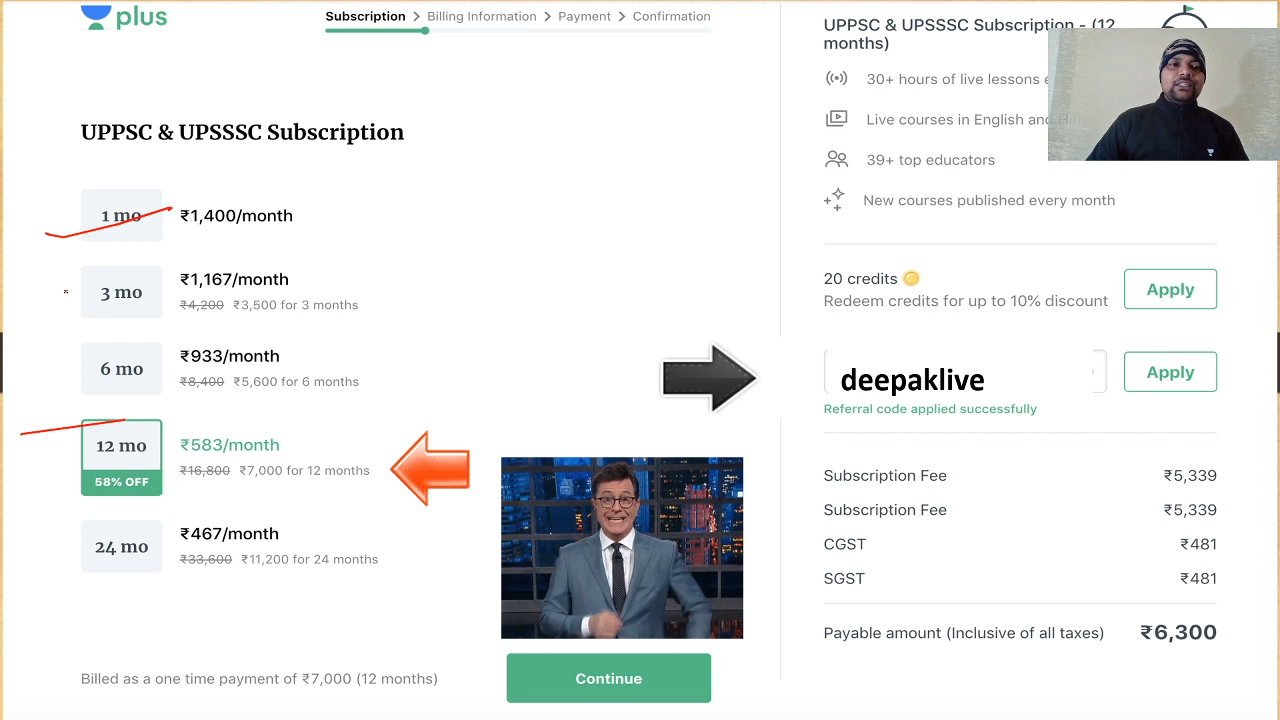 plus
Subscription > Billing Information > Payment > Confirmation
UPPSC & UPSSSC Subscription
1 mo ₹1,400/month
3 mo ₹1,167/month
₹4,200 ₹3,500 for 3 months
6 mo ₹933/month
₹8,400 ₹5,600 for 6 months
12 mo ₹583/month
58% OFF ₹16,800 ₹7,000 for 12 months
24 mo ₹467/month
₹33,600 ₹11,200 for 24 months
Billed as a one time payment of ₹7,000 (12 months)
Continue
UPPSC & UPSSSC Subscription - (12
months)
30+ hours of live lessons
Live courses in English and
39+ top educators
New courses published every month
20 credits
Redeem credits for up to 10% discount
Apply
deepaklive
Apply
Referral code applied successfully
Subscription Fee ₹5,339
Subscription Fee ₹5,339
CGST ₹481
SGST ₹481
Payable amount (Inclusive of all taxes) ₹6,300